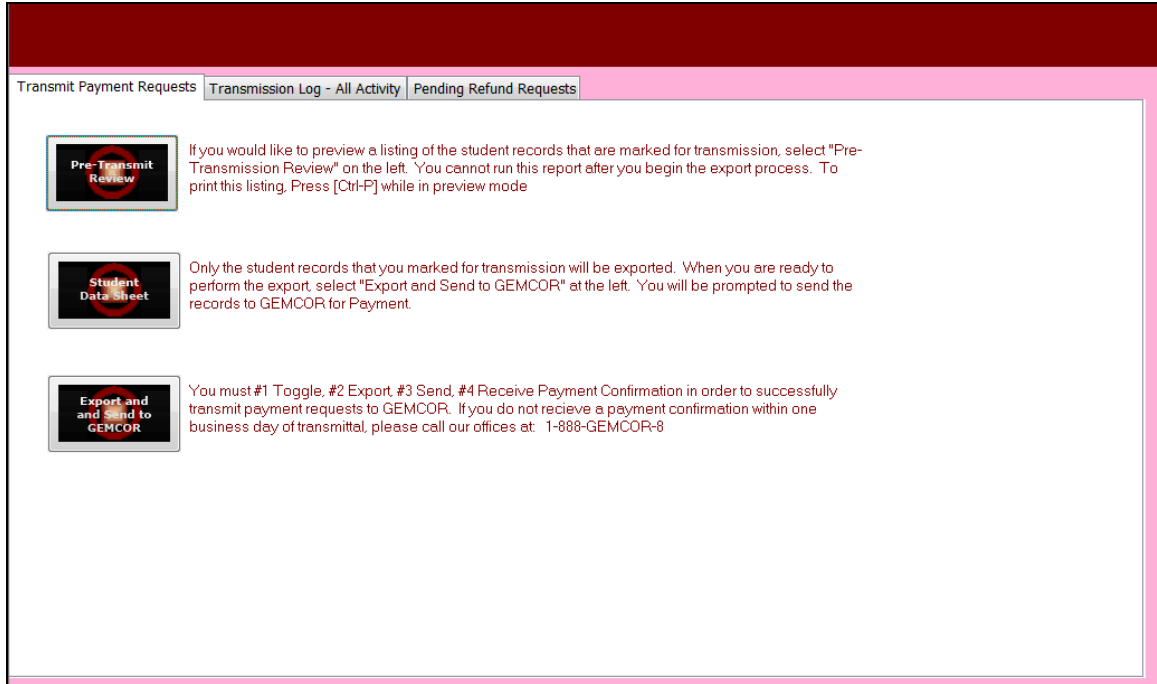 Transmit Payment Requests
Transmission Log - All Activity
Pending Refund Requests
Pre-Transmit
Review
If you would like to preview a listing of the student records that are marked for transmission, select "Pre-
Transmission Review" on the left. You cannot run this report after you begin the export process. To
print this listing, Press [Ctrl-P] while in preview mode
Student
Data Sheet
Only the student records that you marked for transmission will be exported. When you are ready to
perform the export, select "Export and Send to GEMCOR" at the left. You will be prompted to send the
records to GEMCOR for Payment.
Export and
and Send to
GEMCOR
You must #1 Toggle, #2 Export, #3 Send, #4 Receive Payment Confirmation in order to successfully
transmit payment requests to GEMCOR. If you do not recieve a payment confirmation within one
business day of transmittal, please call our offices at: 1-888-GEMCOR-8